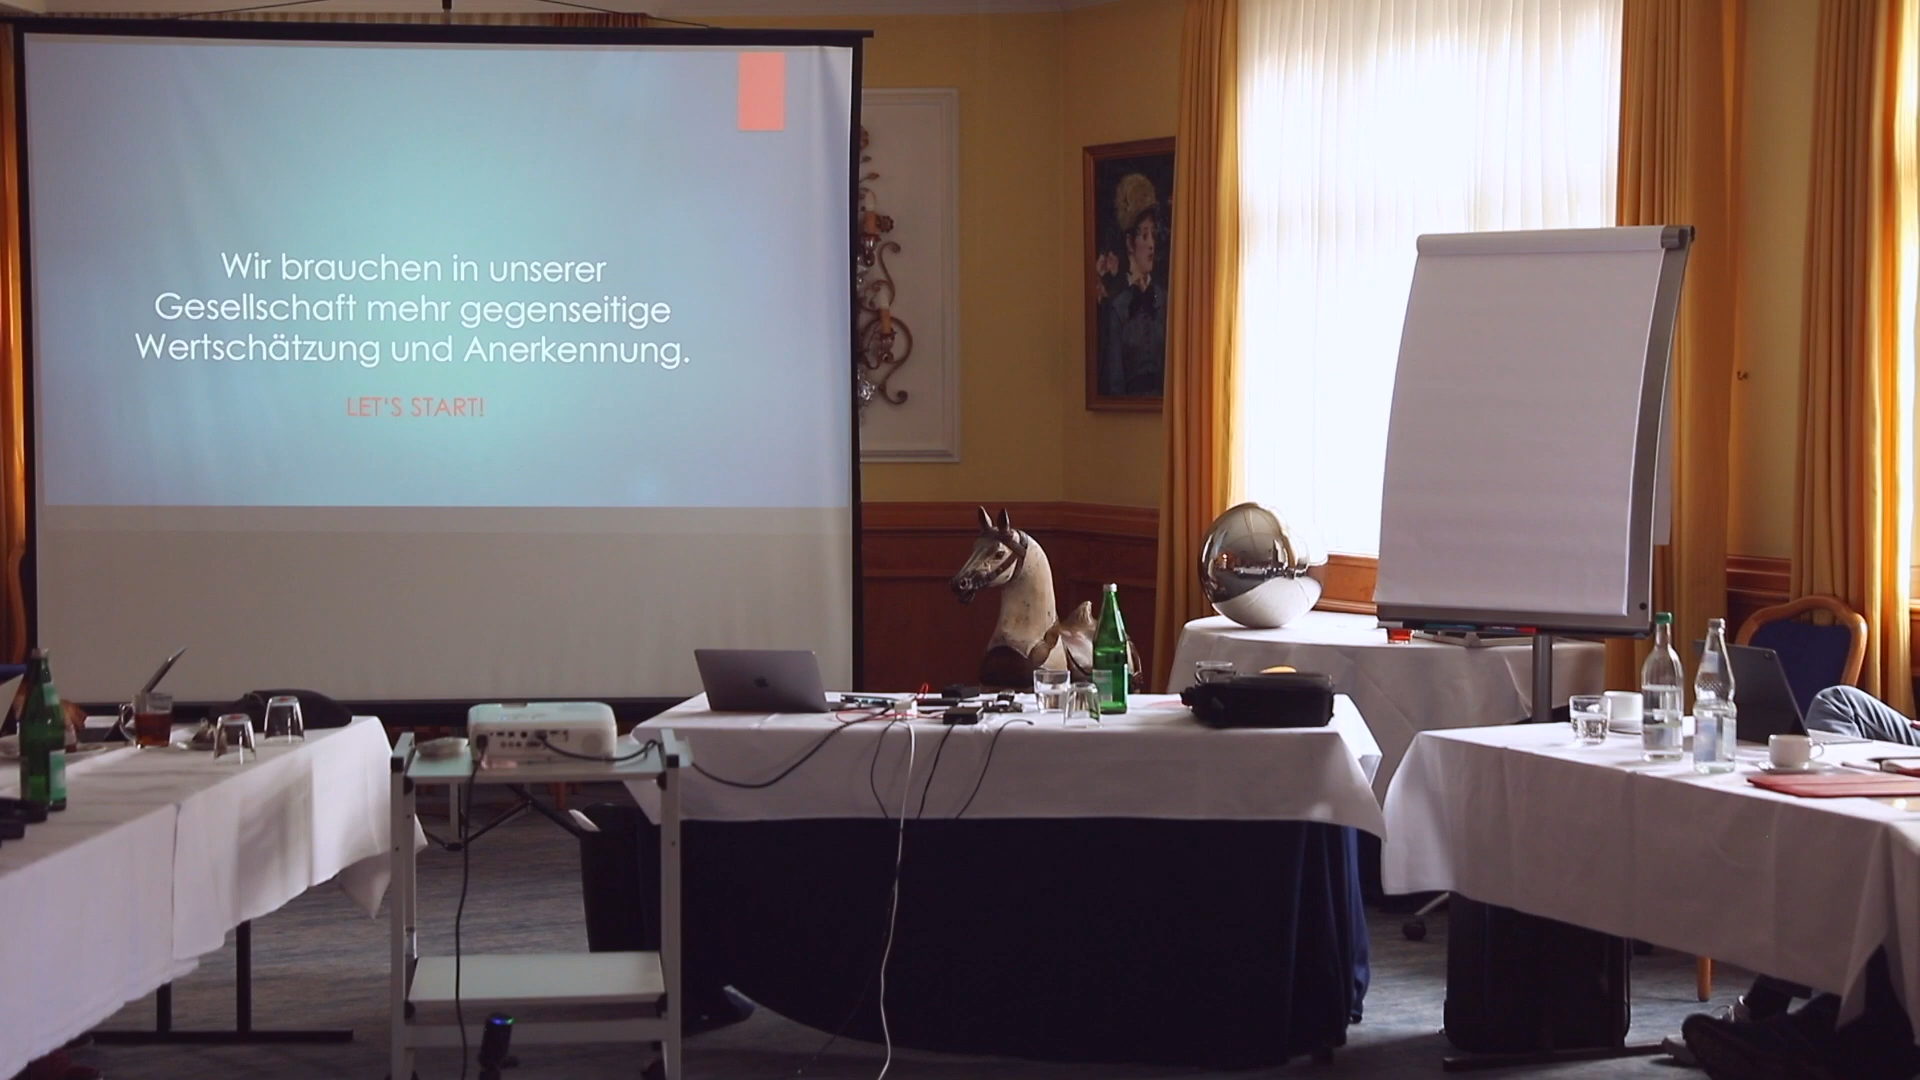 Wir brauchen in unserer
Gesellschaft mehr gegenseitige
Wertschätzung und Anerkennung.
LET'S START!